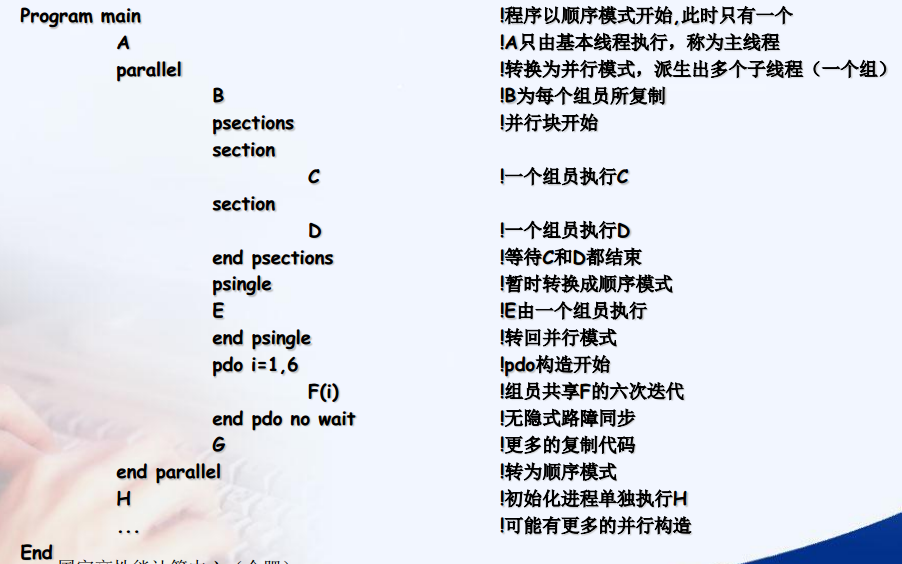 Program main !程序以顺序模式开始,此时只有一个
A !A只由基本线程执行，称为主线程
parallel !转换为并行模式，派生出多个子线程（一个组）
B !B为每个组员所复制
psections !并行块开始
section
C !一个组员执行C
section
D !一个组员执行D
end psections !等待C和D都结束
psingle !暂时转换成顺序模式
E !E由一个组员执行
end psingle !转回并行模式
pdo i=1,6 !pdo构造开始
F(i) !组员共享F的六次迭代
end pdo no wait !无隐式路障同步
G !更多的复制代码
end parallel !转为顺序模式
H !初始化进程单独执行H
... !可能有更多的并行构造
End